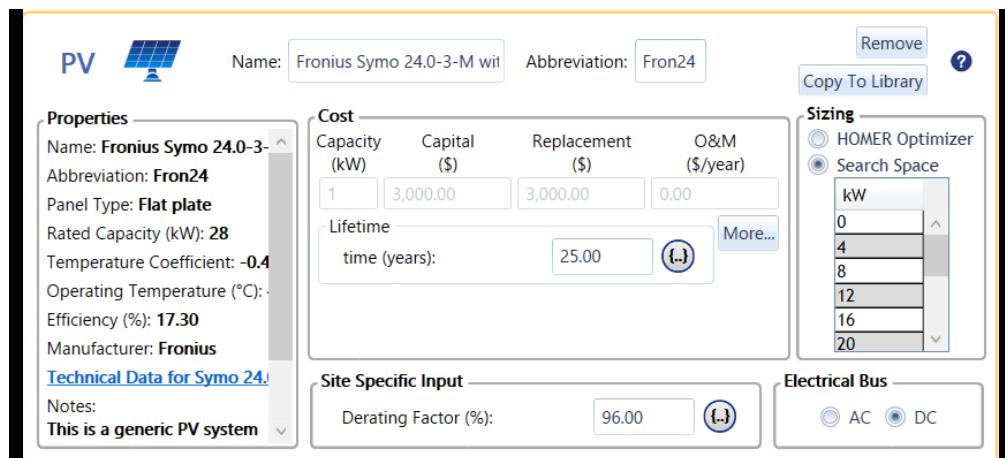 PV
Name: Fronius Symo 24.0-3-M wit
Abbreviation: Fron24
Remove
Copy To Library
?
Properties
Name: Fronius Symo 24.0-3-
Abbreviation: Fron24
Panel Type: Flat plate
Rated Capacity (kW): 28
Temperature Coefficient: -0.4
Operating Temperature (°C):
Efficiency (%): 17.30
Manufacturer: Fronius
Technical Data for Symo 24.
Notes:
This is a generic PV system
Cost
Capacity (kW) Capital ($) Replacement ($) O&M ($/year)
1 3,000.00 3,000.00 0.00
Lifetime
time (years): 25.00 {..}
More...
Site Specific Input
Derating Factor (%): 96.00 {..}
Sizing
HOMER Optimizer
Search Space
kW
0
4
8
12
16
20
Electrical Bus
AC DC